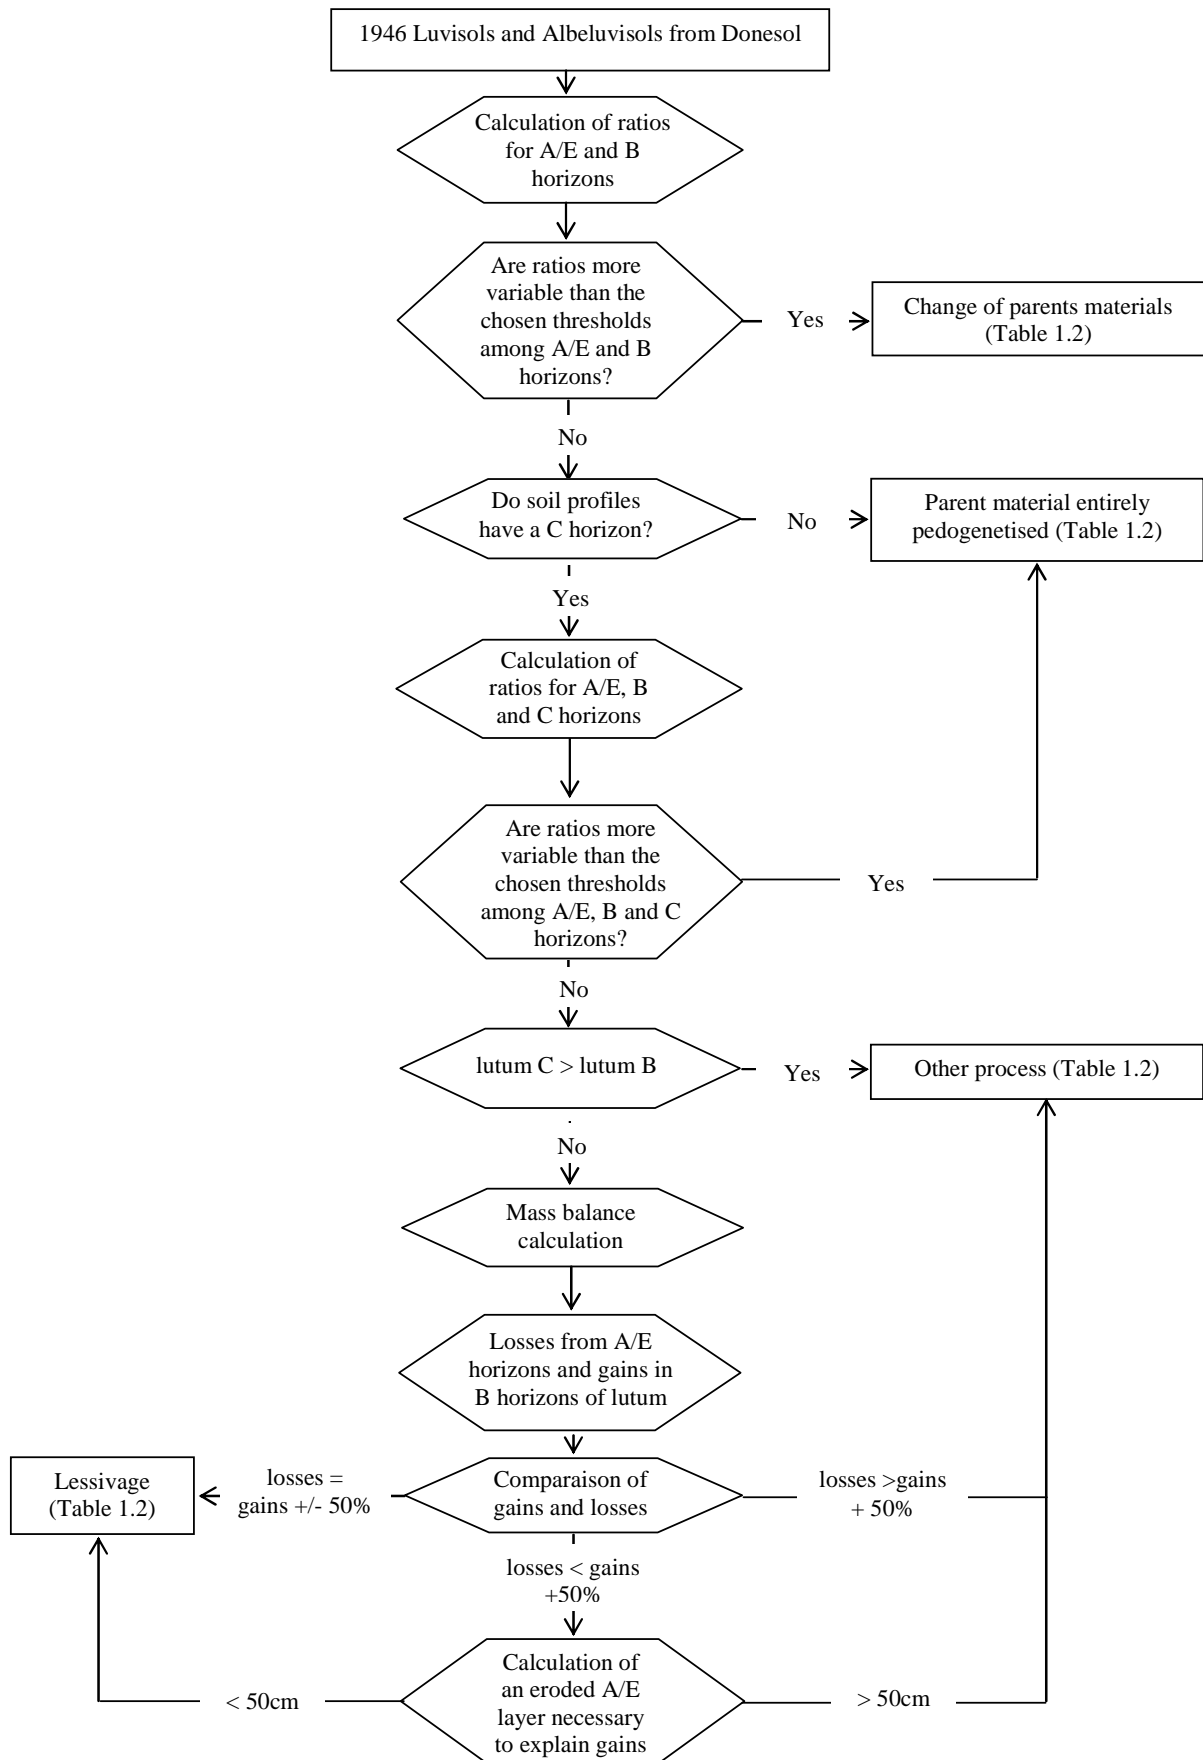 1946 Luvisols and Albeluvisols from Donesol
Calculation of ratios
for A/E and B
horizons
Are ratios more
variable than the
chosen thresholds
among A/E and B
horizons?
Yes
Change of parents materials
(Table 1.2)
No
Do soil profiles
have a C horizon?
No
Parent material entirely
pedogenetised (Table 1.2)
Yes
Calculation of
ratios for A/E, B
and C horizons
Are ratios more
variable than the
chosen thresholds
among A/E, B and C
horizons?
Yes
No
lutum C > lutum B
Yes
Other process (Table 1.2)
No
Mass balance
calculation
Losses from A/E
horizons and gains in
B horizons of lutum
Lessivage
(Table 1.2)
losses =
gains +/- 50%
Comparaison of
gains and losses
losses >gains
+ 50%
losses < gains
+50%
< 50cm
Calculation of
an eroded A/E
layer necessary
to explain gains
> 50cm